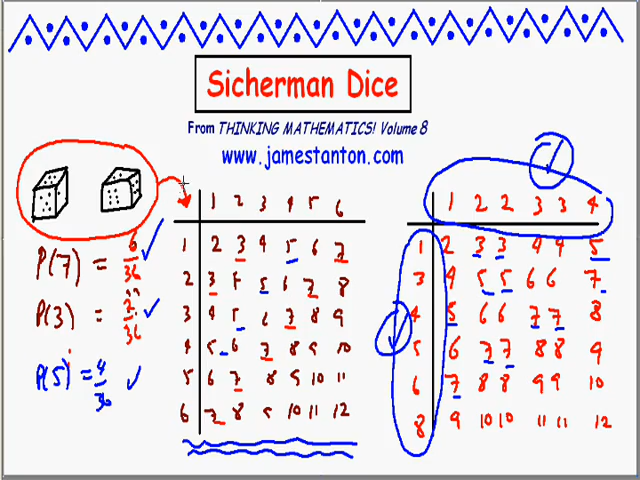 Sicherman Dice
From THINKING MATHEMATICS! Volume 8
www.jamestanton.com
P(7) = 6/36
P(3) = 2/36
P(5) = 4/36
1 2 3 4 5 6
1 2 3 4 5 6 7
2 3 4 5 6 7 8
3 4 5 6 7 8 9
4 5 6 7 8 9 10
5 6 7 8 9 10 11
6 7 8 9 10 11 12
1 2 2 3 3 4
1 2 3 3 4 4 5
3 4 5 5 6 6 7
4 5 6 6 7 7 8
5 6 7 7 8 8 9
6 7 8 8 9 9 10
8 9 10 10 11 11 12